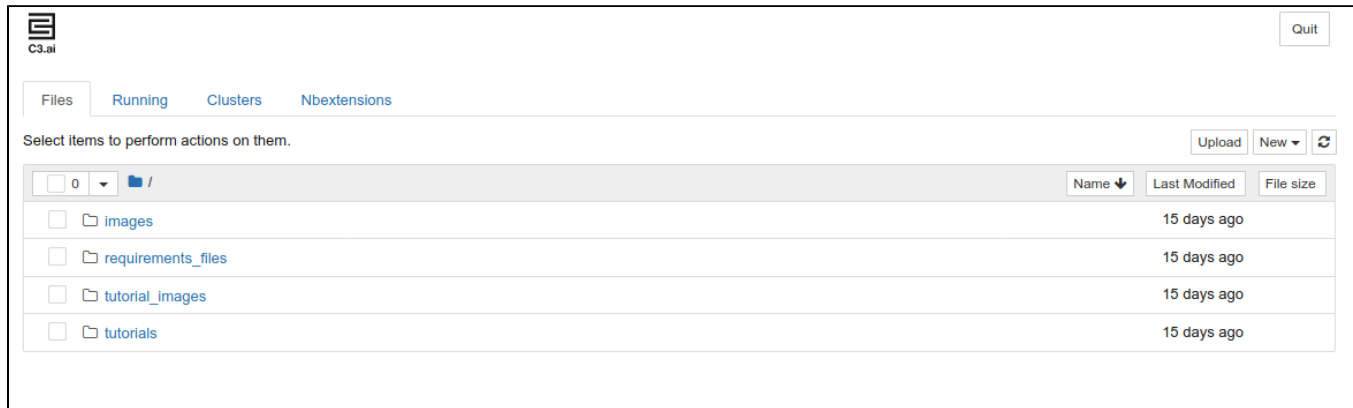 C3.ai
Quit
Files Running Clusters Nbextensions
Select items to perform actions on them.
Upload New
0 /
Name Last Modified File size
images 15 days ago
requirements_files 15 days ago
tutorial_images 15 days ago
tutorials 15 days ago